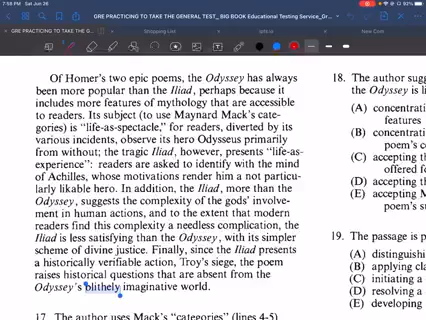 7:58 PM Sat Jun 26
GRE PRACTICING TO TAKE THE GENERAL TEST_ BIG BOOK Educational Testing Service_Gr...
GRE PRACTICING TO TAKE THE G...
Shopping List
New Cont
Of Homer's two epic poems, the Odyssey has always
been more popular than the Iliad, perhaps because it
includes more features of mythology that are accessible
to readers. Its subject (to use Maynard Mack's cate-
gories) is "life-as-spectacle," for readers, diverted by its
various incidents, observe its hero Odysseus primarily
from without; the tragic Iliad, however, presents "life-as-
experience": readers are asked to identify with the mind
of Achilles, whose motivations render him a not particu-
larly likable hero. In addition, the Iliad, more than the
Odyssey, suggests the complexity of the gods' involve-
ment in human actions, and to the extent that modern
readers find this complexity a needless complication, the
Iliad is less satisfying than the Odyssey, with its simpler
scheme of divine justice. Finally, since the Iliad presents
a historically verifiable action, Troy's siege, the poem
raises historical questions that are absent from the
Odyssey's blithely imaginative world.
17. The author uses Mack's "categories" (lines 4-5)
18. The author sugg
the Odyssey is li
(A) concentrati
features
(B) concentrati
poem's c
(C) accepting th
offered fo
(D) accepting th
(E) accepting M
poem's su
19. The passage is p
(A) distinguishi
(B) applying cla
(C) initiating a
(D) resolving a
(E) developing